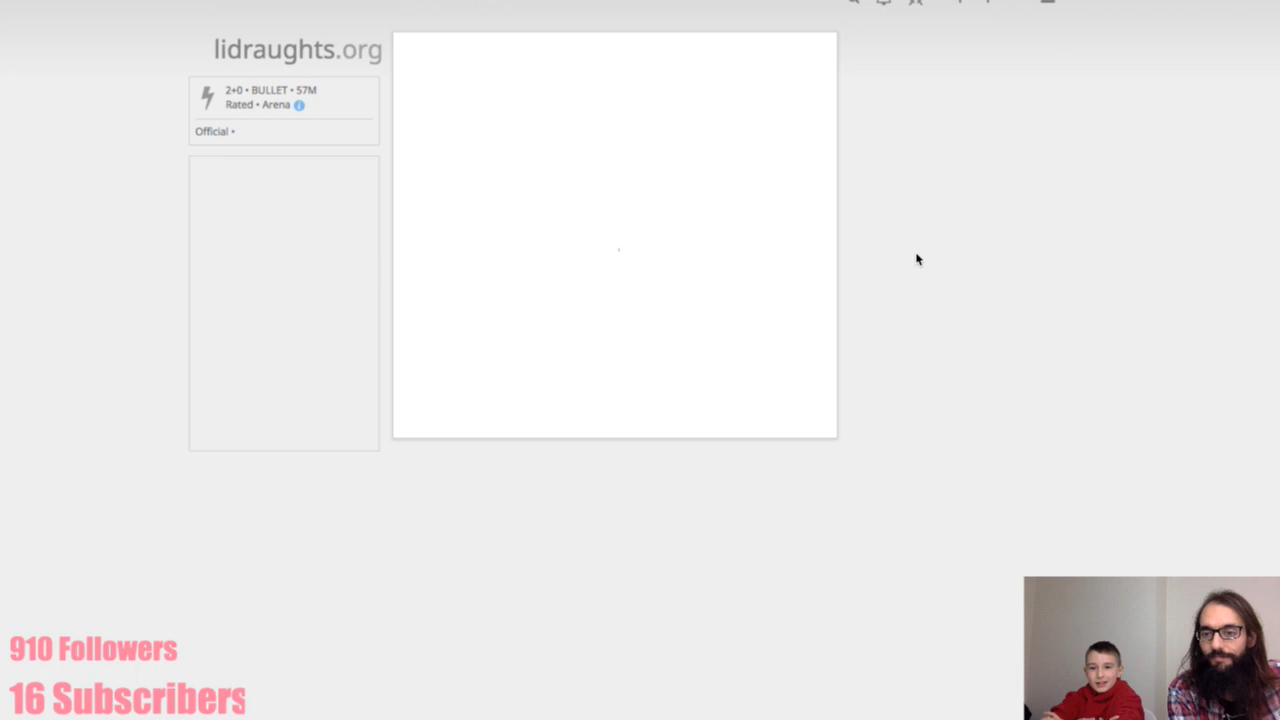 lidraughts.org
2+0 • BULLET • 57M
Rated • Arena
Official •
910 Followers
16 Subscribers